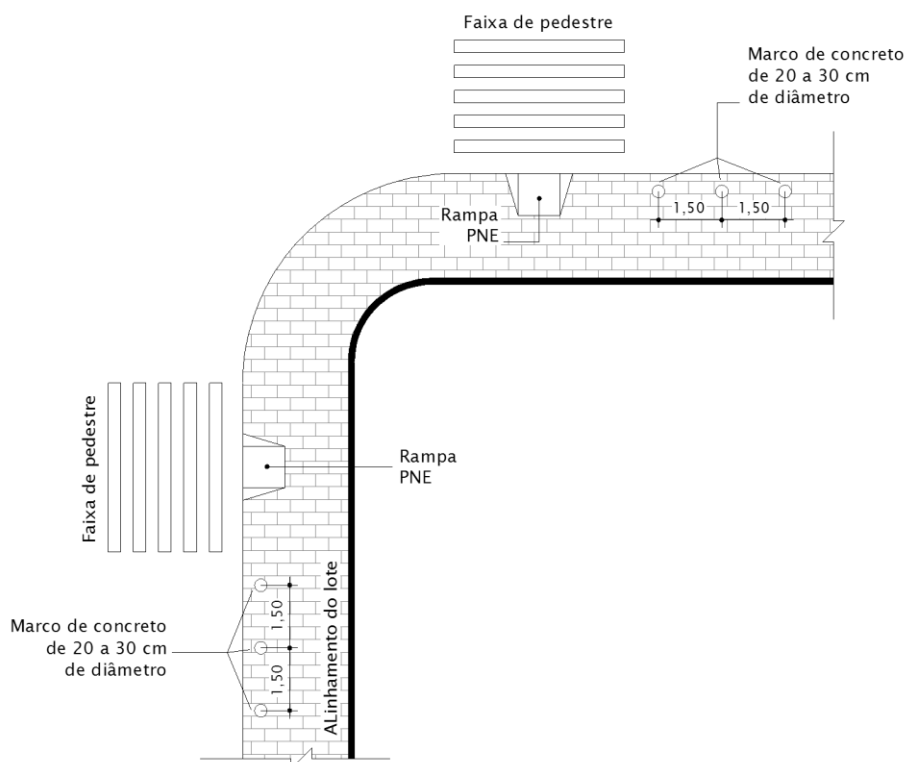 Faixa de pedestre
Marco de concreto
de 20 a 30 cm
de diâmetro
Rampa
PNE
1,50
1,50
Faixa de pedestre
Rampa
PNE
ALinhamento do lote
1,50
1,50
Marco de concreto
de 20 a 30 cm
de diâmetro